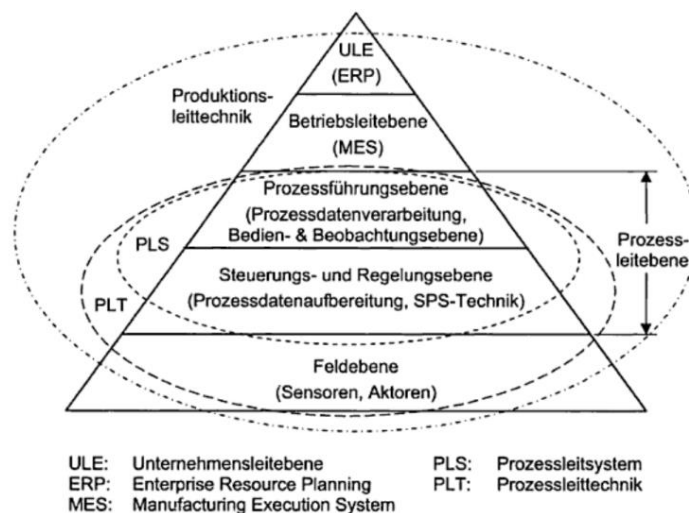 ULE
(ERP)
Produktions-
leittechnik
Betriebsleitebene
(MES)
Prozessführungsebene
(Prozessdatenverarbeitung,
Bedien- & Beobachtungsebene)
PLS
Prozess-
leitebene
Steuerungs- und Regelungsebene
(Prozessdatenaufbereitung, SPS-Technik)
PLT
Feldebene
(Sensoren, Aktoren)
ULE: Unternehmensleitebene
ERP: Enterprise Resource Planning
MES: Manufacturing Execution System
PLS: Prozessleitsystem
PLT: Prozessleittechnik